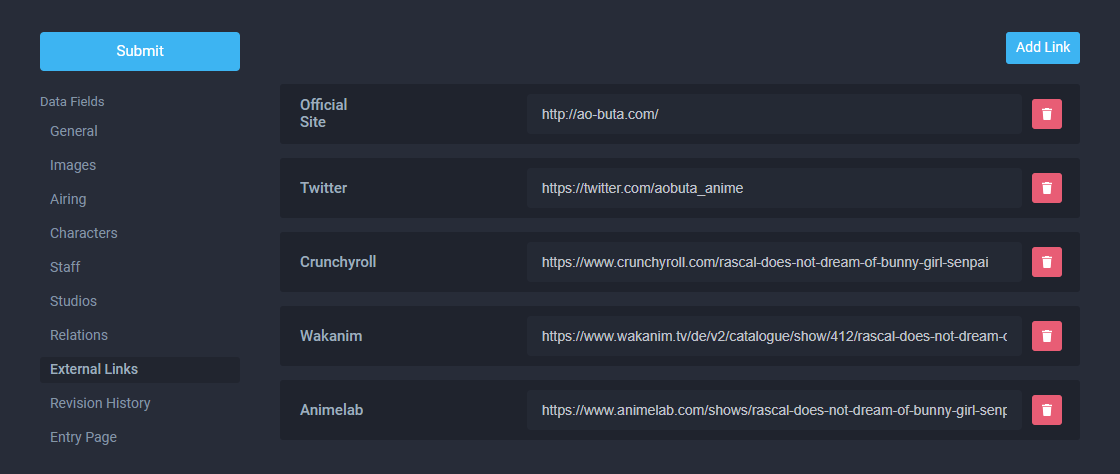 Submit
Add Link
Data Fields
General
Images
Airing
Characters
Staff
Studios
Relations
External Links
Revision History
Entry Page
Official
Site
http://ao-buta.com/
Twitter
https://twitter.com/aobuta_anime
Crunchyroll
https://www.crunchyroll.com/rascal-does-not-dream-of-bunny-girl-senpai
Wakanim
https://www.wakanim.tv/de/v2/catalogue/show/412/rascal-does-not-dream-
Animelab
https://www.animelab.com/shows/rascal-does-not-dream-of-bunny-girl-senp